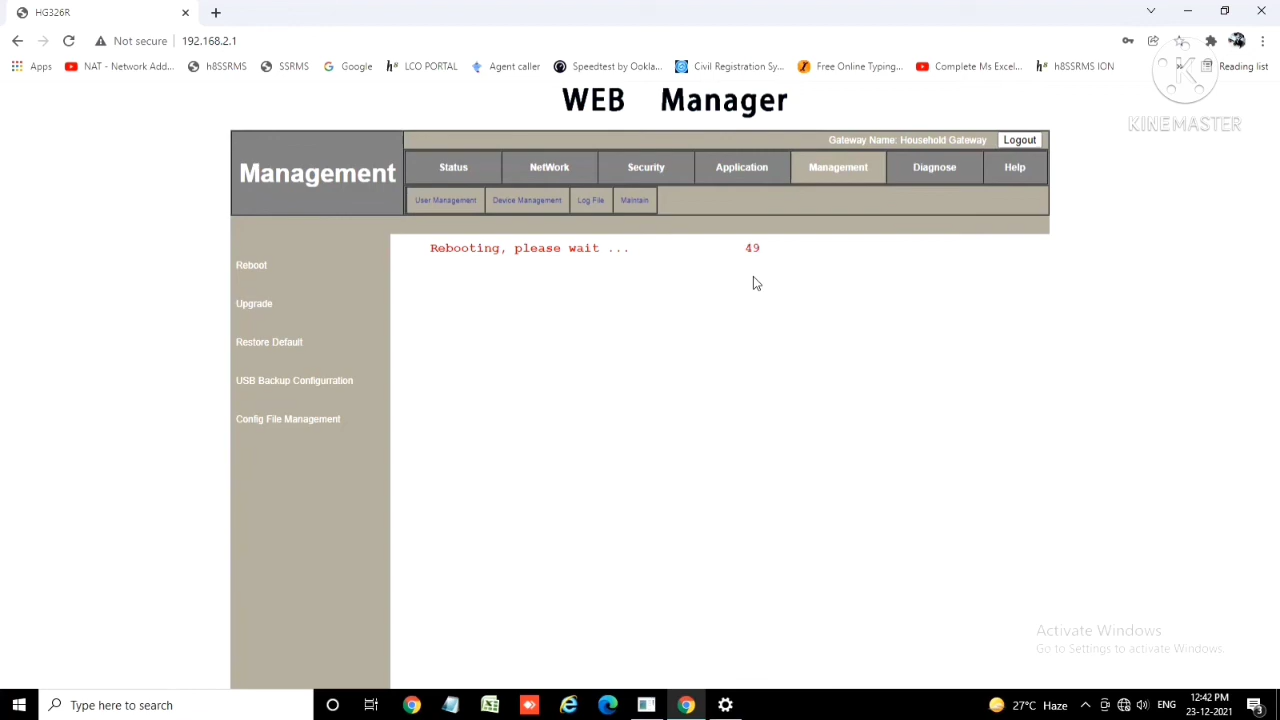 HG326R
Not secure 192.168.2.1
Apps NAT - Network Add... h8SSRMS SSRMS Google LCO PORTAL Agent caller Speedtest by Ookla... Civil Registration Sy... Free Online Typing... Complete Ms Excel... h8SSRMS ION Reading list
K
KINEMASTER
WEB Manager
Gateway Name: Household Gateway Logout
Management
Status NetWork Security Application Management Diagnose Help
User Management Device Management Log File Maintain
Rebooting, please wait ... 49
Reboot
Upgrade
Restore Default
USB Backup Configurration
Config File Management
Activate Windows
Go to Settings to activate Windows.
Type here to search
27°C Haze ENG 12:42 PM
23-12-2021
3